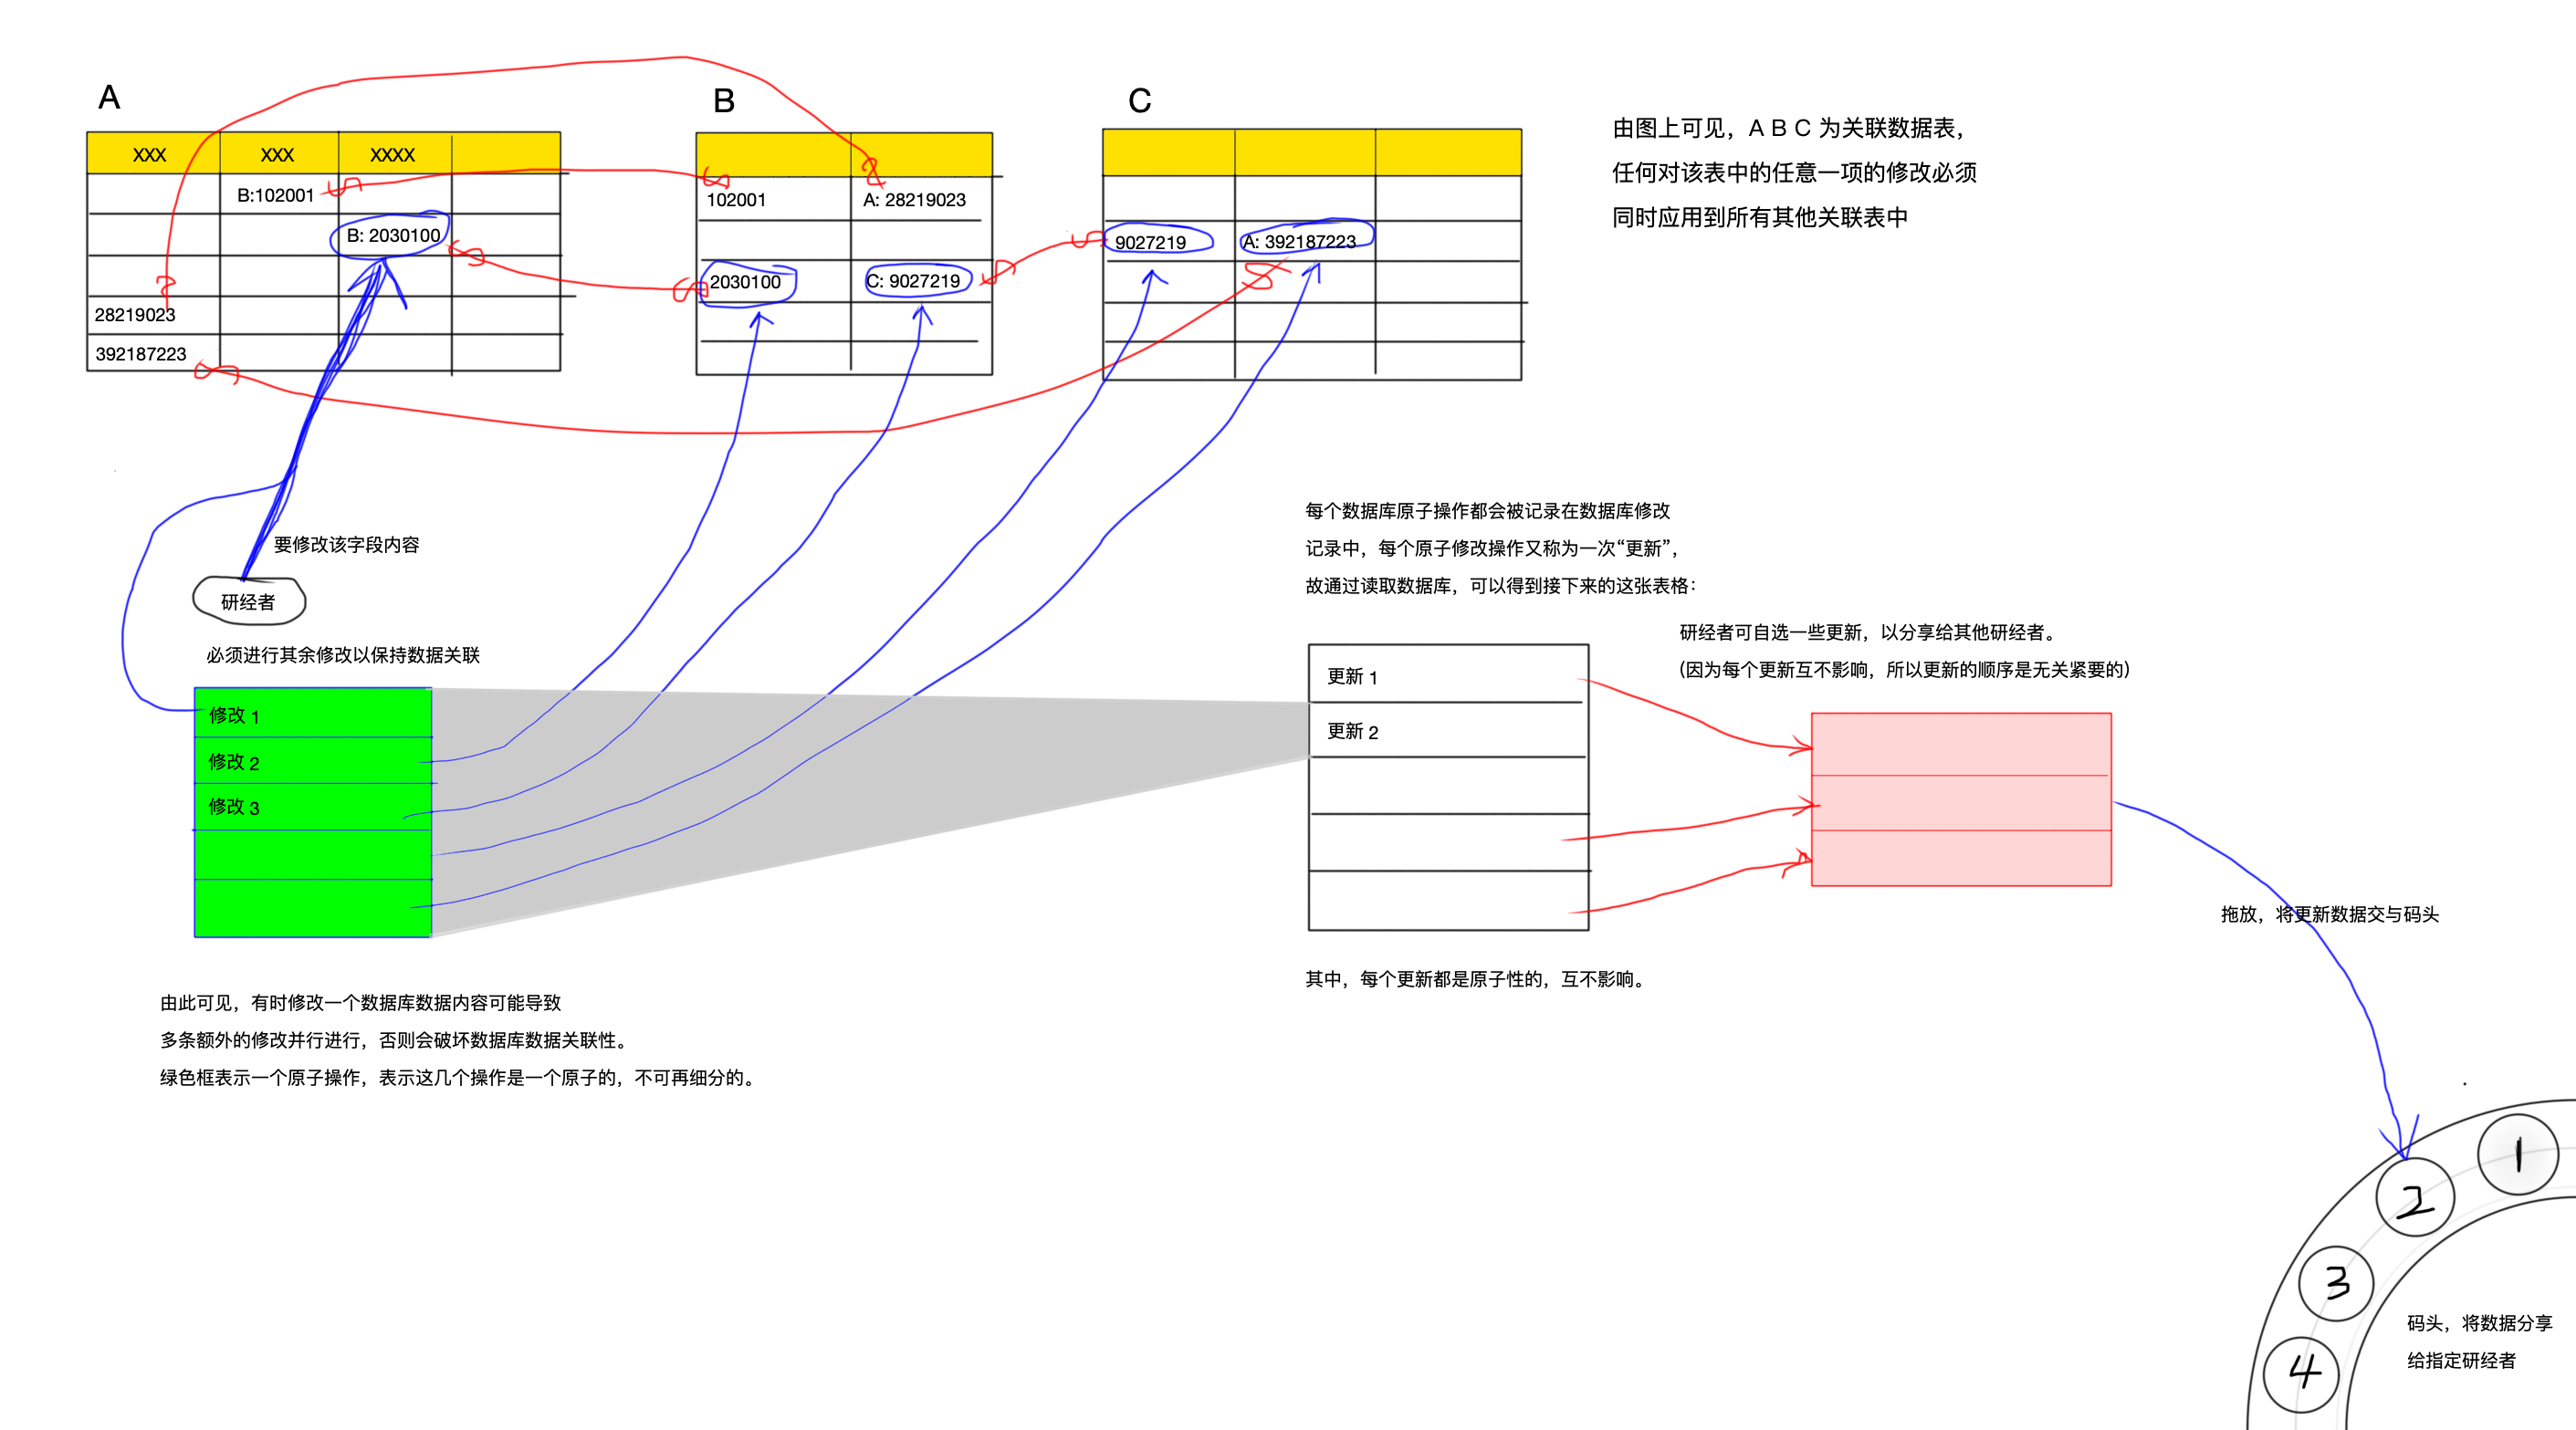 A
B
C
XXX
XXX
XXXX
B:102001
B: 2030100
28219023
392187223
102001
A: 28219023
2030100
C: 9027219
9027219
A: 392187223
由图上可见，A B C 为关联数据表，
任何对该表中的任意一项的修改必须
同时应用到所有其他关联表中
要修改该字段内容
研经者
必须进行其余修改以保持数据关联
修改 1
修改 2
修改 3
由此可见，有时修改一个数据库数据内容可能导致
多条额外的修改并行进行，否则会破坏数据库数据关联性。
绿色框表示一个原子操作，表示这几个操作是一个原子的，不可再细分的。
每个数据库原子操作都会被记录在数据库修改
记录中，每个原子修改操作又称为一次“更新”，
故通过读取数据库，可以得到接下来的这张表格：
更新 1
更新 2
其中，每个更新都是原子性的，互不影响。
研经者可自选一些更新，以分享给其他研经者。
(因为每个更新互不影响，所以更新的顺序是无关紧要的)
拖放，将更新数据交与码头
1
2
3
4
码头，将数据分享
给指定研经者